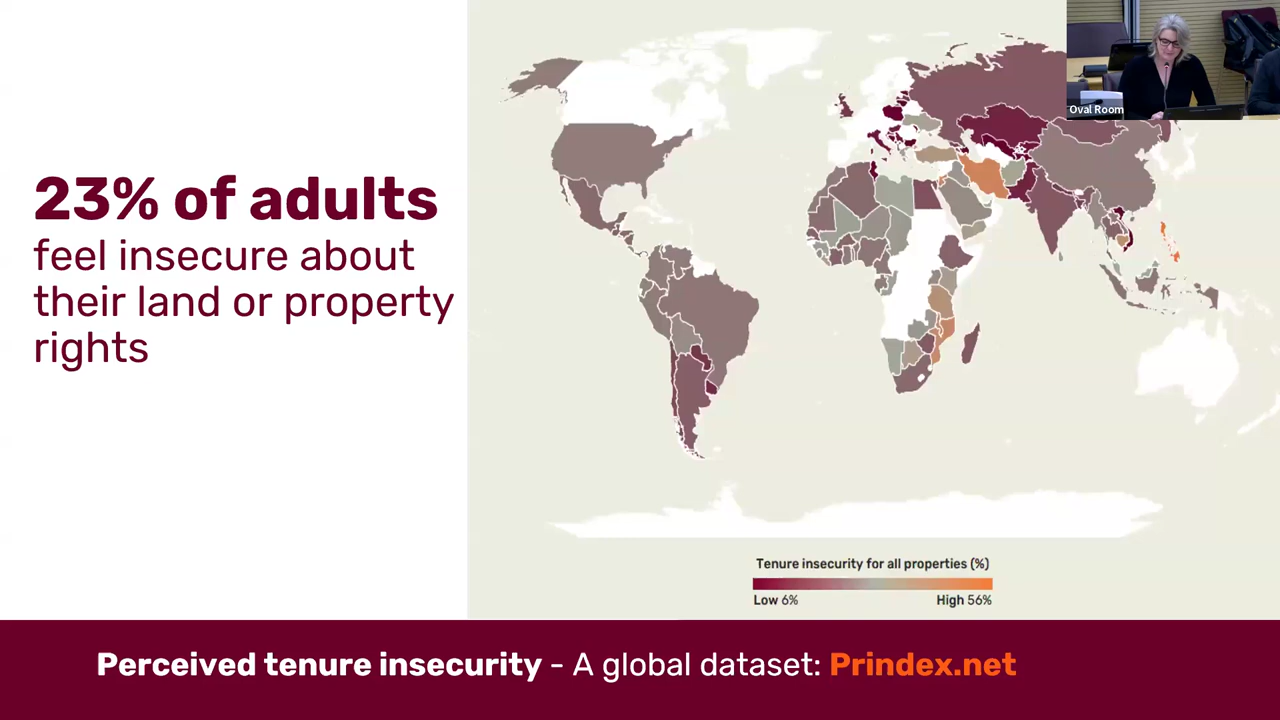 23% of adults
feel insecure about
their land or property
rights
Oval Room
Tenure insecurity for all properties (%)
Low 6%
High 56%
Perceived tenure insecurity - A global dataset: Prindex.net